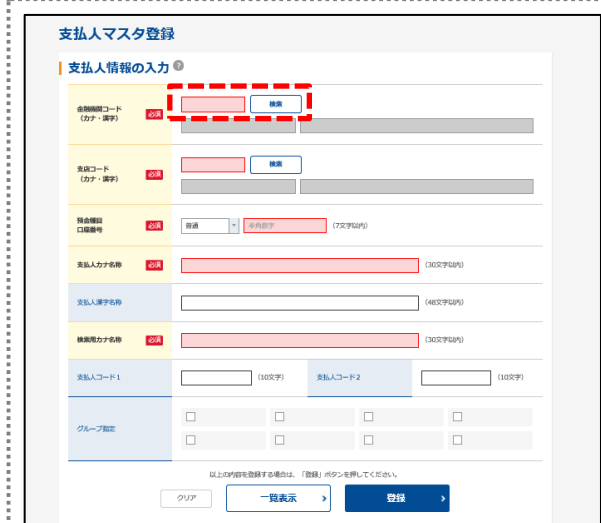 支払人マスタ登録
支払人情報の入力 ?
金融機関コード
(カナ・漢字) 必須 検索
支店コード
(カナ・漢字) 必須 検索
預金種目
口座番号 必須 普通 半角数字 (7文字以内)
支払人カナ名称 必須 (30文字以内)
支払人漢字名称 (48文字以内)
検索用カナ名称 必須 (30文字以内)
支払人コード1 (10文字) 支払人コード2 (10文字)
グループ指定
以上の内容を登録する場合は、「登録」ボタンを押してください。
クリア 一覧表示 登録